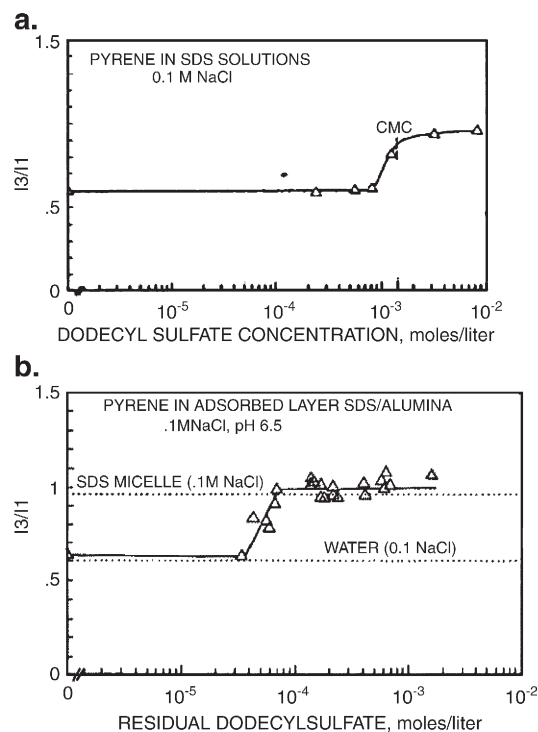 a.
1.5
PYRENE IN SDS SOLUTIONS
0.1 M NaCl
CMC
I3/I1
.5
0
0 10-5 10-4 10-3 10-2
DODECYL SULFATE CONCENTRATION, moles/liter
b.
1.5
PYRENE IN ADSORBED LAYER SDS/ALUMINA
.1MNaCl, pH 6.5
1
SDS MICELLE (.1M NaCl)
I3/I1
WATER (0.1 NaCl)
.5
0
0 10-5 10-4 10-3 10-2
RESIDUAL DODECYLSULFATE, moles/liter